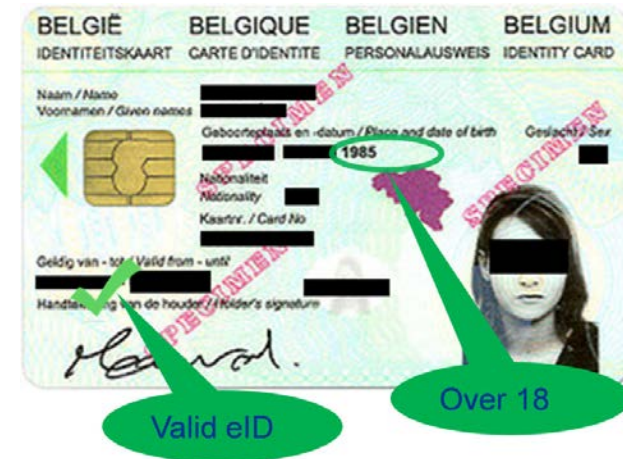 BELGIË BELGIQUE BELGIEN BELGIUM
IDENTITEITSKAART CARTE D'IDENTITE PERSONALAUSWEIS IDENTITY CARD
Naam / Name
Voornamen / Given names
Geboorteplaats en -datum / Place and date of birth Geslacht / Sex
1985
Nationaliteit
Nationality
Kaartnr. / Card No
Geldig van - tot / Valid from - until
Handtekening van de houder / Holder's signature
SPECIMEN
SPECIMEN
SPECIMEN
A
Valid eID
Over 18